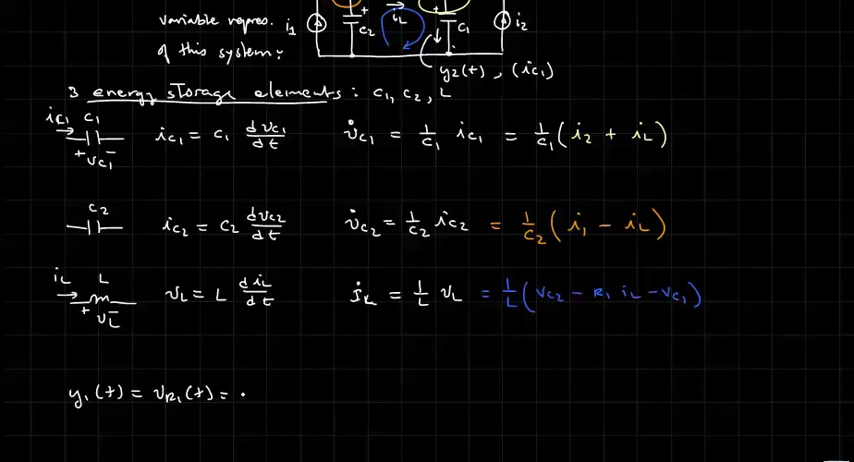 variable repres. i₁ + C₂ → i_L + C₁ i₂
of this system: y₂(t), (i_C₁)
3 energy storage elements: C₁, C₂, L
i_C₁ C₁ + v_C₁ − i_C₁ = C₁ dv_C₁/dt v̇_C₁ = 1/C₁ i_C₁ = 1/C₁ (i₂ + i_L)
C₂ i_C₂ = C₂ dv_C₂/dt v̇_C₂ = 1/C₂ i_C₂ = 1/C₂ (i₁ − i_L)
i_L L + v_L − v_L = L di_L/dt i̇_L = 1/L v_L = 1/L (v_C₂ − R₁ i_L − v_C₁)
y₁(t) = v_R₁(t) =